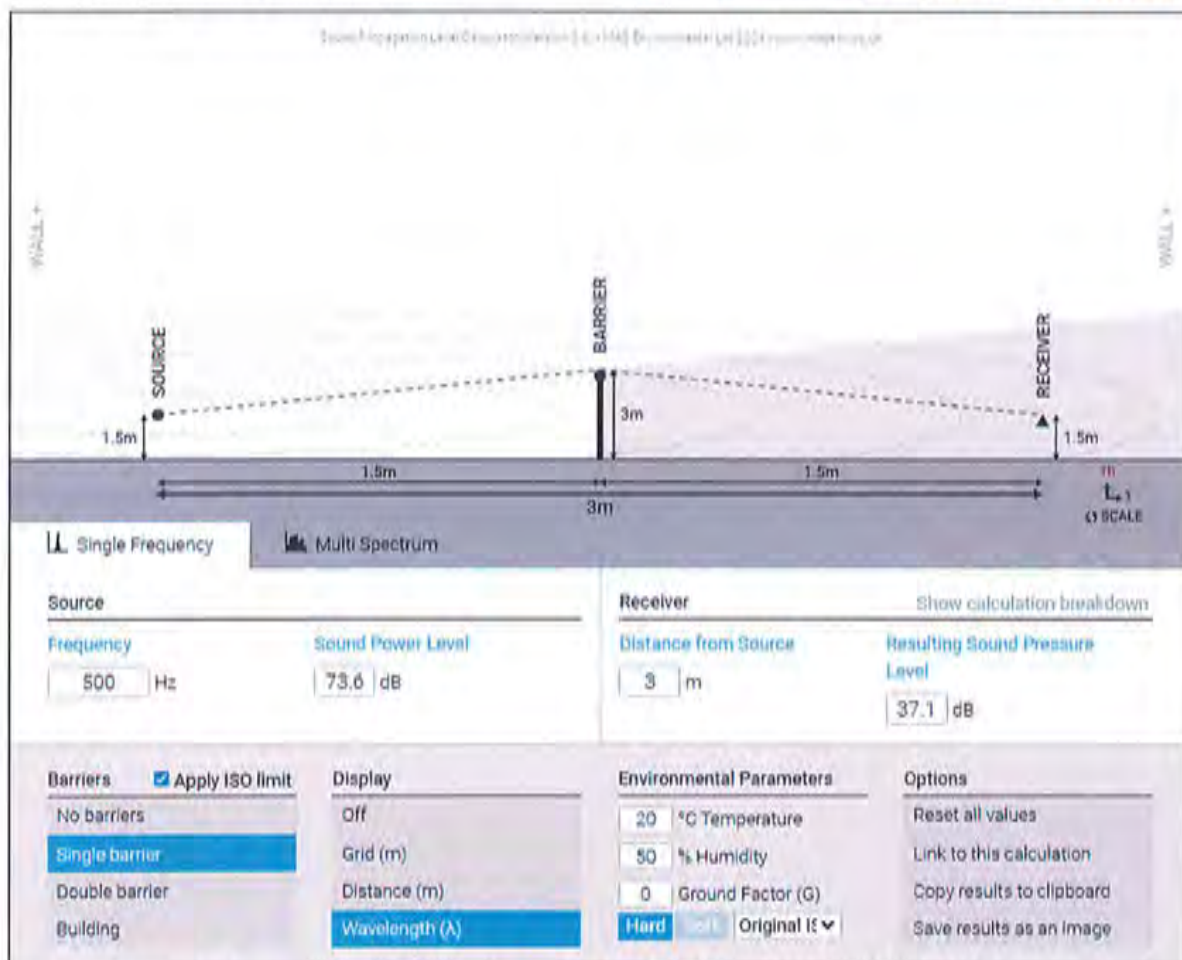 WALL +
WALL +
SOURCE
BARRIER
RECEIVER
1.5m
3m
1.5m
1.5m
1.5m
3m
m
1
SCALE
Single Frequency
Multi Spectrum
Source
Receiver
Show calculation breakdown
Frequency
Sound Power Level
Distance from Source
Resulting Sound Pressure
Level
500 Hz
73.6 dB
3 m
37.1 dB
Barriers
Apply ISO limit
Display
Environmental Parameters
Options
No barriers
Off
20 °C Temperature
Reset all values
Single barrier
Grid (m)
50 % Humidity
Link to this calculation
Double barrier
Distance (m)
0 Ground Factor (G)
Copy results to clipboard
Building
Wavelength (λ)
Hard
Original IS
Save results as an image